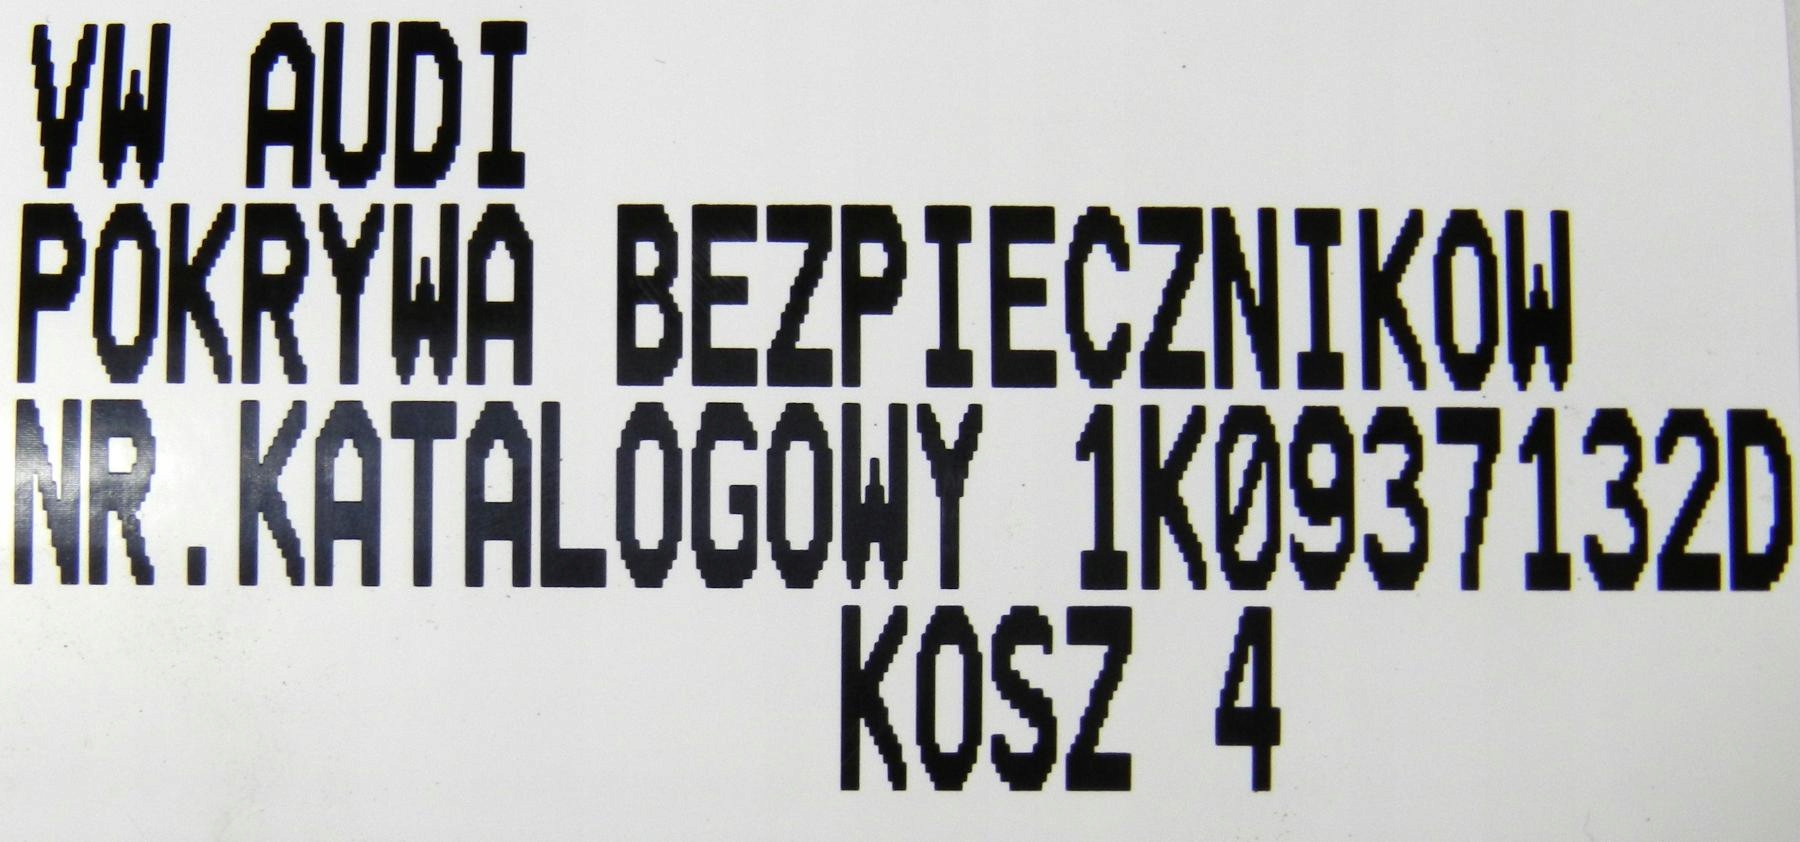 VW AUDI
POKRYWA BEZPIECZNIKOW
NR.KATALOGOWY 1K0937132D
KOSZ 4